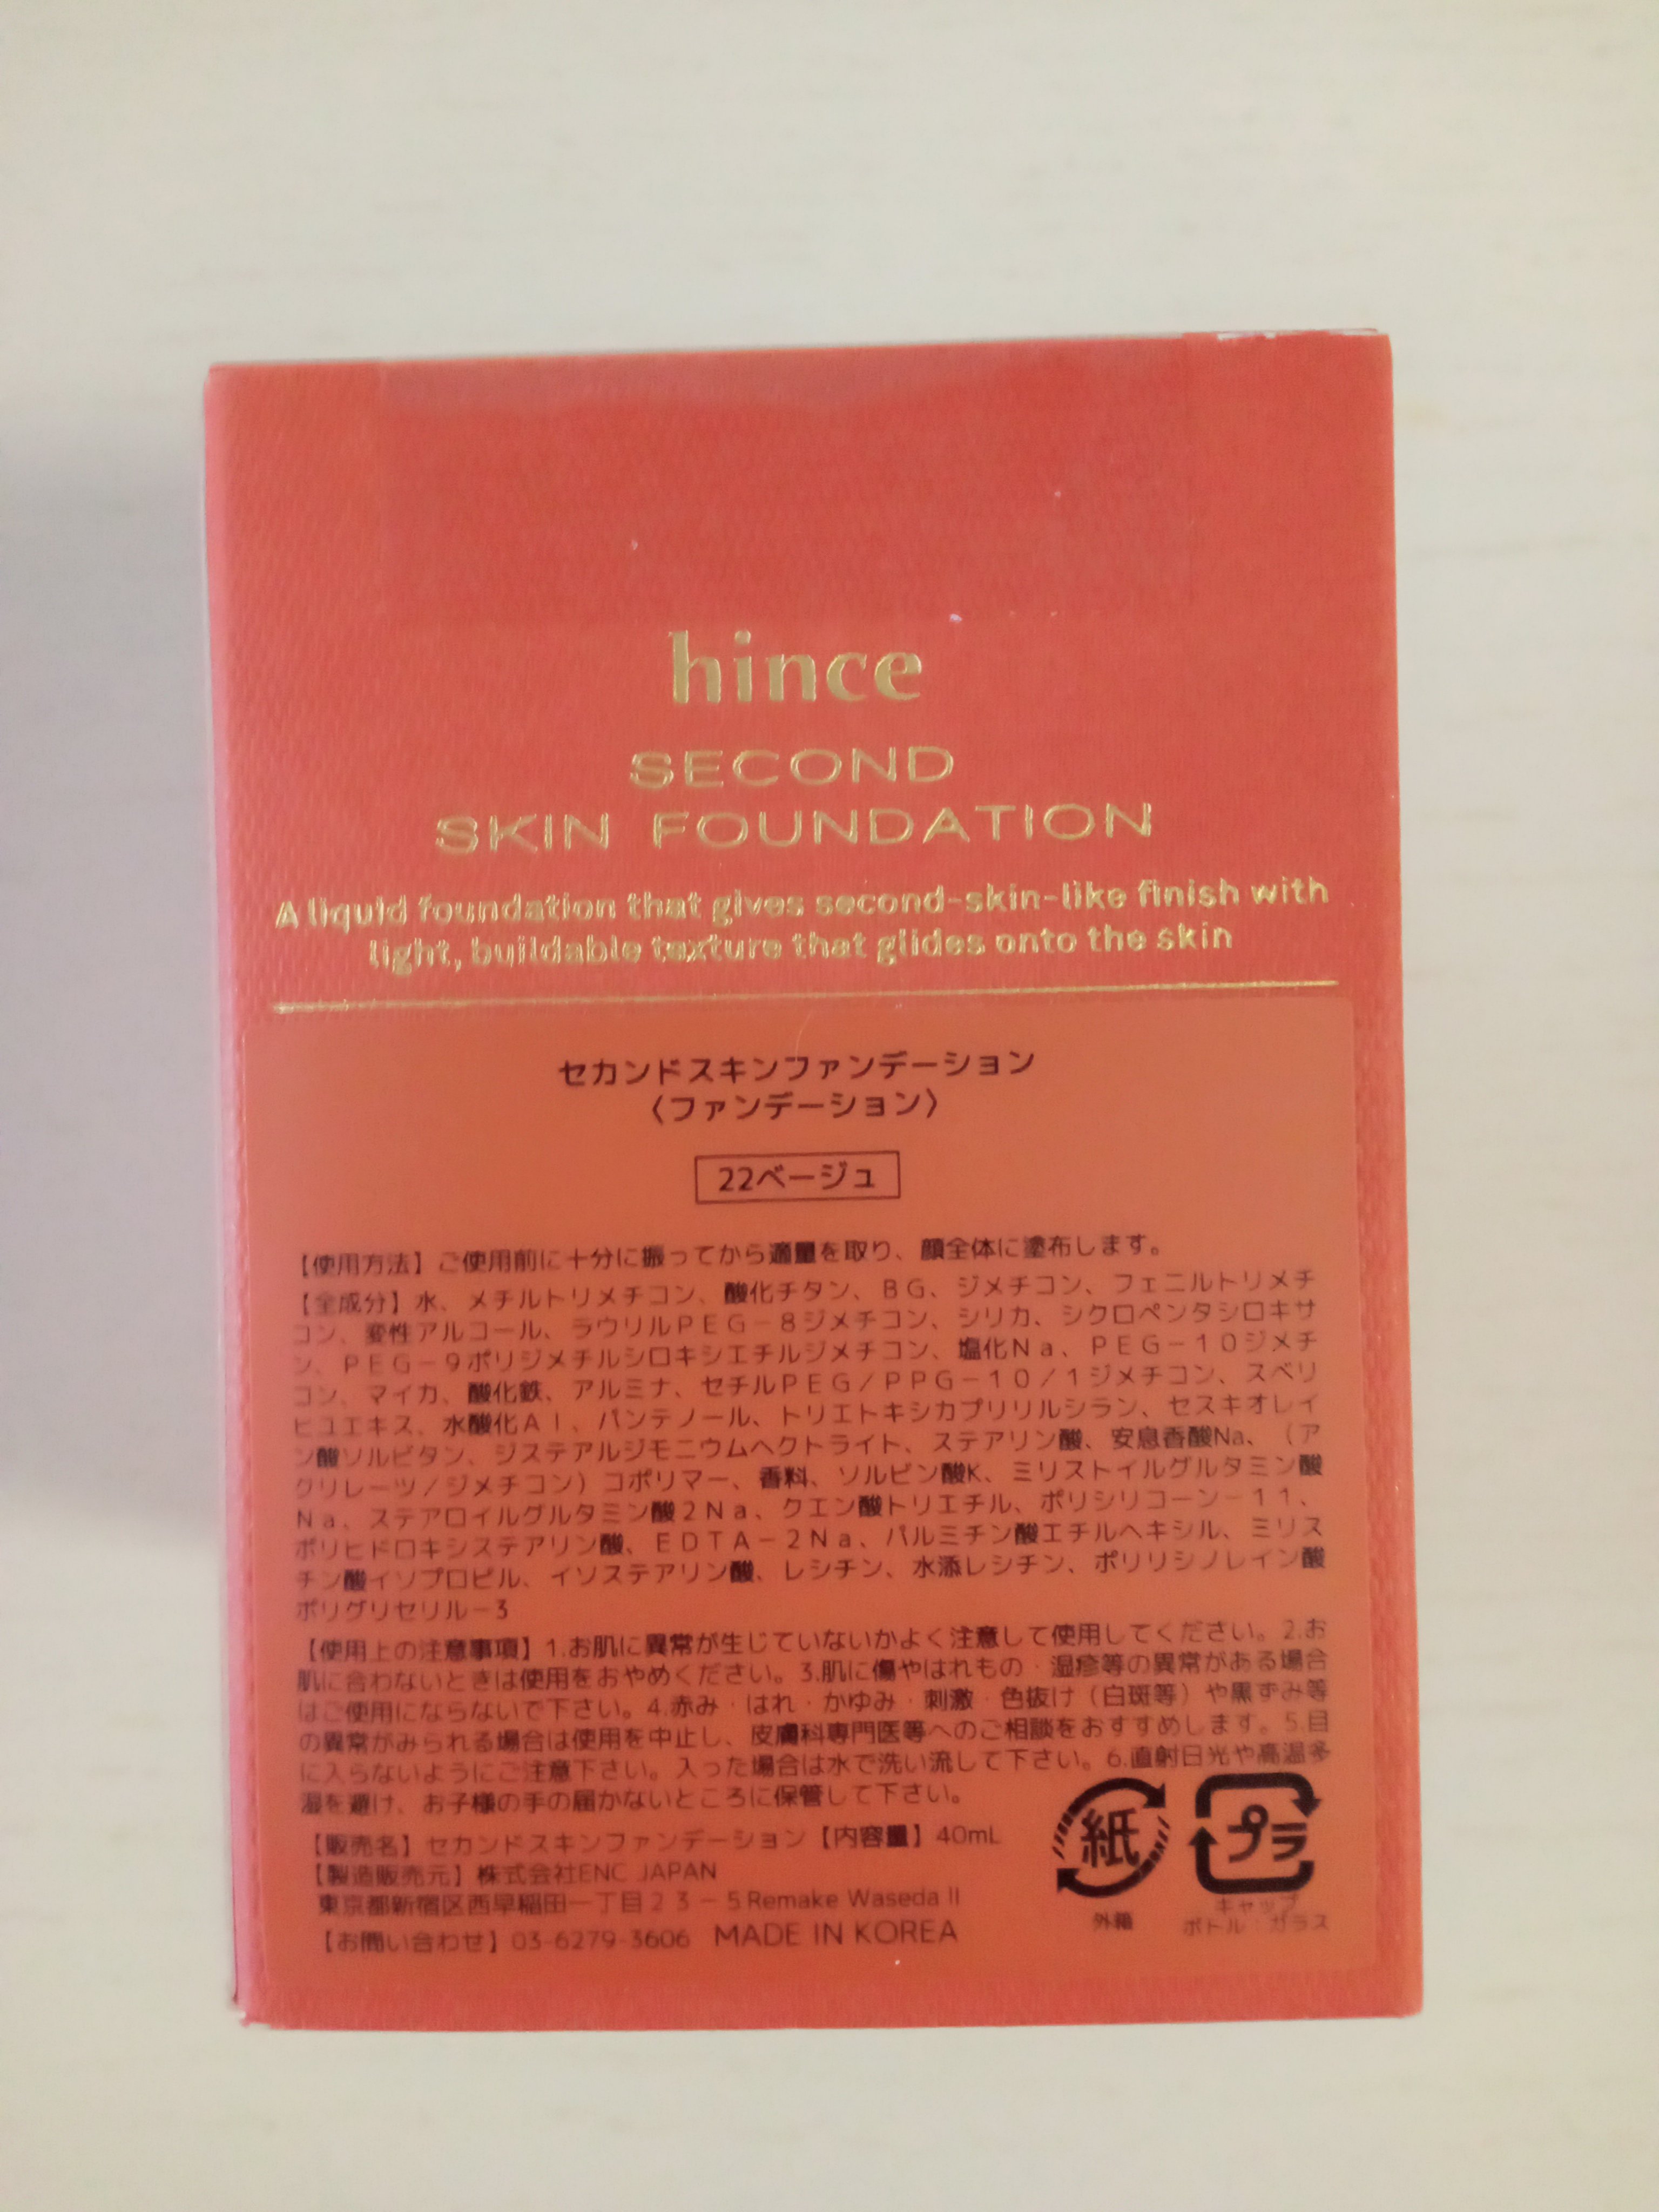 hince
SECOND
SKIN FOUNDATION
A liquid foundation that gives second-skin-like finish with
light, buildable texture that glides onto the skin
セカンドスキンファンデーション
〈ファンデーション〉
22ベージュ
【使用方法】ご使用前に十分に振ってから適量を取り、顔全体に塗布します。
【全成分】水、メチルトリメチコン、酸化チタン、BG、ジメチコン、フェニルトリメチ
コン、変性アルコール、ラウリルPEG-8ジメチコン、シリカ、シクロペンタシロキサ
ン、PEG-9ポリジメチルシロキシエチルジメチコン、塩化Na、PEG-10ジメチ
コン、マイカ、酸化鉄、アルミナ、セチルPEG/PPG-10/1ジメチコン、スベリ
ヒユエキス、水酸化Al、パンテノール、トリエトキシカプリリルシラン、セスキオレイ
ン酸ソルビタン、ジステアルジモニウムヘクトライト、ステアリン酸、安息香酸Na、（ア
クリレーツ/ジメチコン）コポリマー、香料、ソルビン酸K、ミリストイルグルタミン酸
Na、ステアロイルグルタミン酸2Na、クエン酸トリエチル、ポリシリコーン-11、
ポリヒドロキシステアリン酸、EDTA-2Na、パルミチン酸エチルヘキシル、ミリス
チン酸イソプロピル、イソステアリン酸、レシチン、水添レシチン、ポリリシノレイン酸
ポリグリセリル-3
【使用上の注意事項】1.お肌に異常が生じていないかよく注意して使用してください。2.お
肌に合わないときは使用をおやめください。3.肌に傷やはれもの・湿疹等の異常がある場合
はご使用にならないで下さい。4.赤み・はれ・かゆみ・刺激・色抜け（白斑等）や黒ずみ等
の異常がみられる場合は使用を中止し、皮膚科専門医等へのご相談をおすすめします。5.目
に入らないようにご注意下さい。入った場合は水で洗い流して下さい。6.直射日光や高温多
湿を避け、お子様の手の届かないところに保管して下さい。
【販売名】セカンドスキンファンデーション【内容量】40mL
【製造販売元】株式会社ENC JAPAN
東京都新宿区西早稲田一丁目23-5Remake Waseda II
【お問い合わせ】03-6279-3606 MADE IN KOREA
紙
外箱
プラ
キャップ
ボトル：ガラス